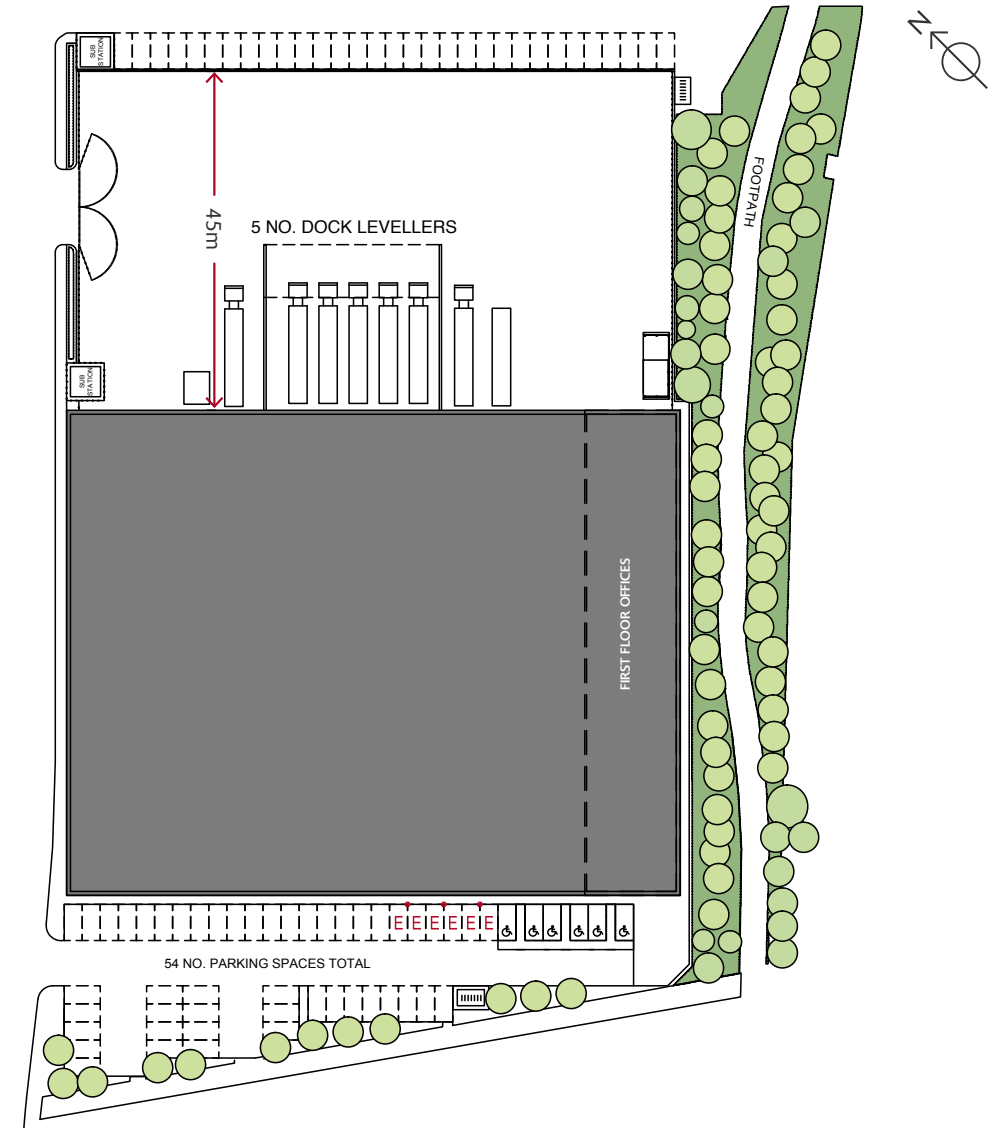 SUB
STATION
N
FOOTPATH
45m
5 NO. DOCK LEVELLERS
SUB
STATION
FIRST FLOOR OFFICES
E E E E E E
54 NO. PARKING SPACES TOTAL